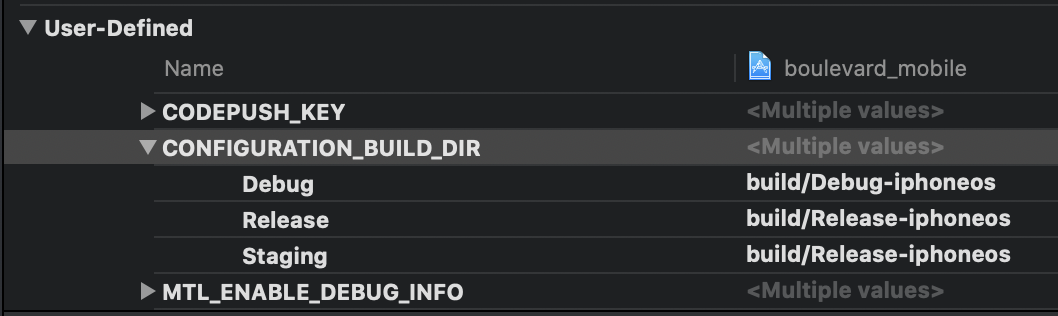 User-Defined
Name boulevard_mobile
CODEPUSH_KEY <Multiple values>
CONFIGURATION_BUILD_DIR <Multiple values>
Debug build/Debug-iphoneos
Release build/Release-iphoneos
Staging build/Release-iphoneos
MTL_ENABLE_DEBUG_INFO <Multiple values>